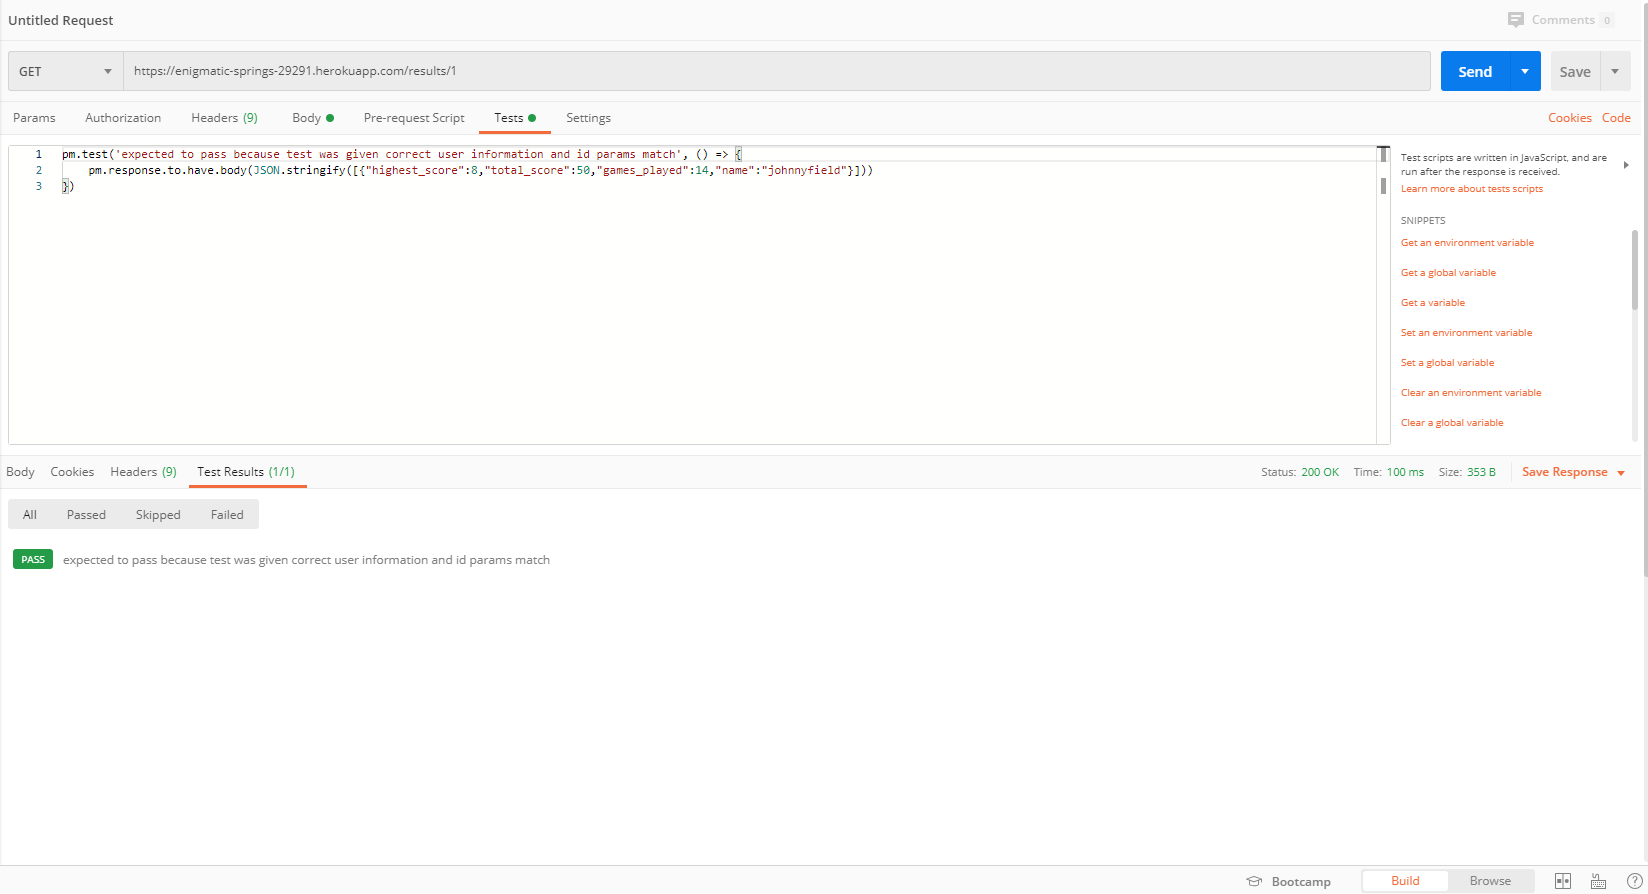 Untitled Request
Comments 0
GET
https://enigmatic-springs-29291.herokuapp.com/results/1
Send
Save
Params Authorization Headers (9) Body Pre-request Script Tests Settings
Cookies Code
1 pm.test('expected to pass because test was given correct user information and id params match', () => {
2 pm.response.to.have.body(JSON.stringify([{"highest_score":8,"total_score":50,"games_played":14,"name":"johnnyfield"}]))
3 })
Test scripts are written in JavaScript, and are
run after the response is received.
Learn more about tests scripts
SNIPPETS
Get an environment variable
Get a global variable
Get a variable
Set an environment variable
Set a global variable
Clear an environment variable
Clear a global variable
Body Cookies Headers (9) Test Results (1/1)
Status: 200 OK Time: 100 ms Size: 353 B Save Response
All Passed Skipped Failed
PASS expected to pass because test was given correct user information and id params match
Bootcamp Build Browse ?